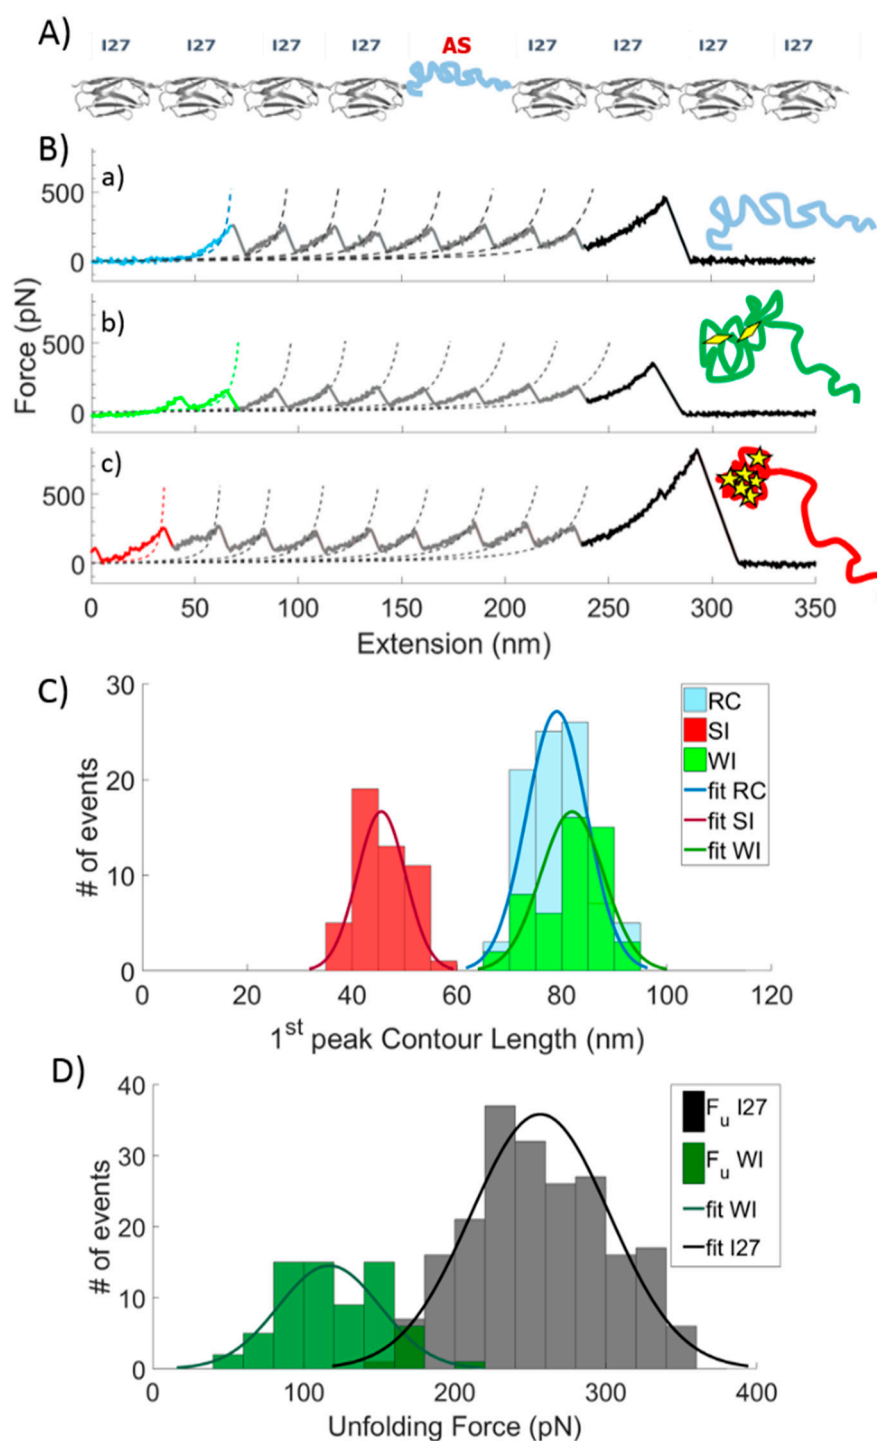 A)
I27 I27 I27 I27 AS I27 I27 I27 I27
B)
a)
500
0
b)
500
0
c)
500
0
Force (pN)
0 50 100 150 200 250 300 350
Extension (nm)
C)
30
20
10
0
# of events
RC
SI
WI
fit RC
fit SI
fit WI
0 20 40 60 80 100 120
1st peak Contour Length (nm)
D)
40
30
20
10
0
# of events
Fu I27
Fu WI
fit WI
fit I27
0 100 200 300 400
Unfolding Force (pN)